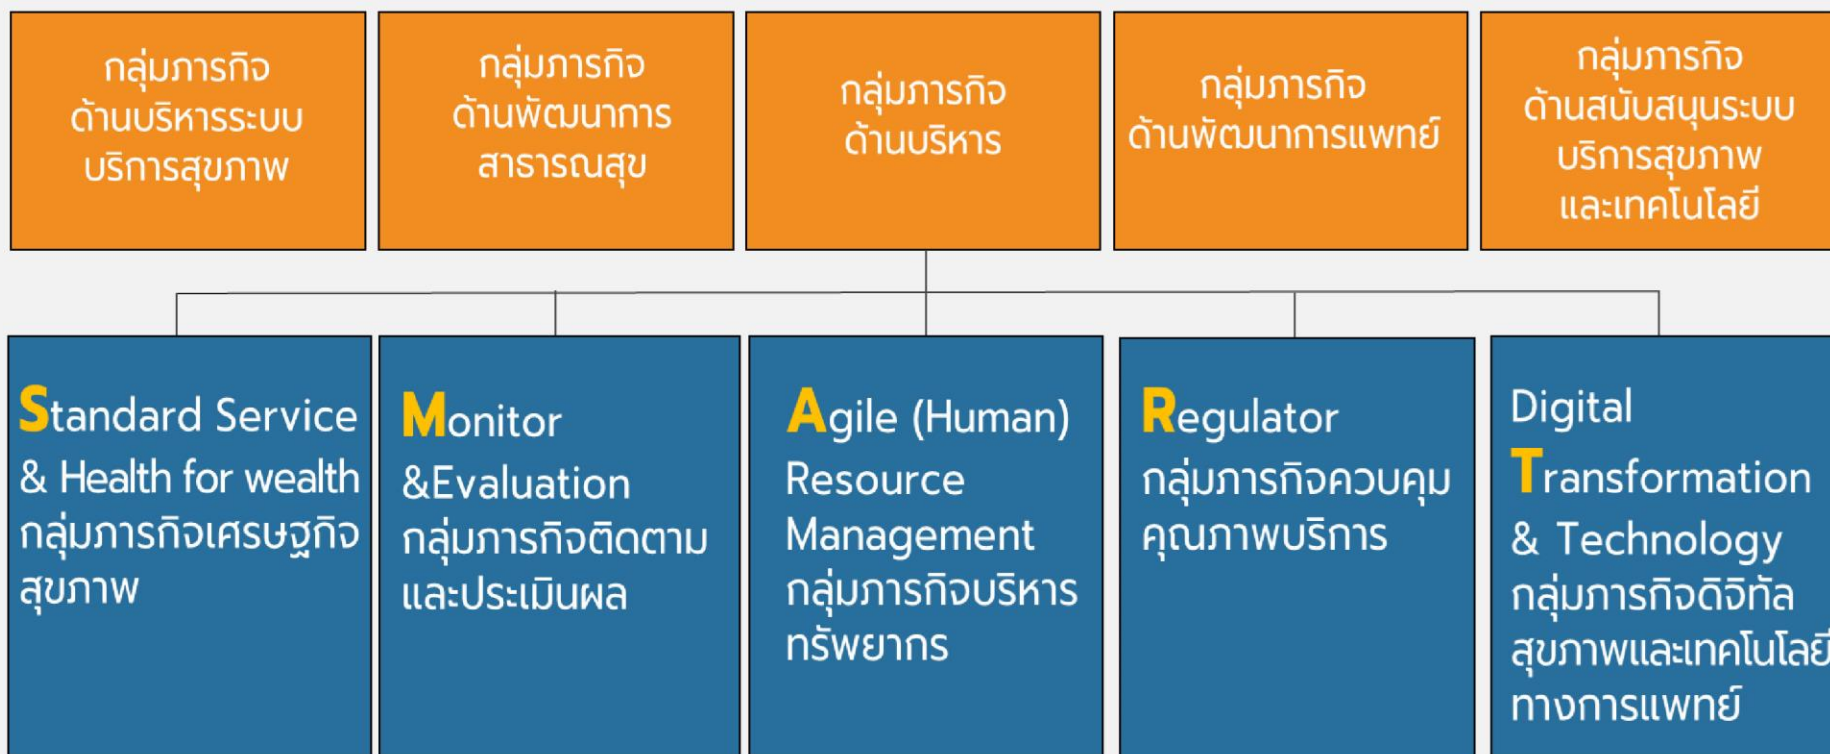 กลุ่มภารกิจ
ด้านบริหารระบบ
บริการสุขภาพ
กลุ่มภารกิจ
ด้านพัฒนาการ
สาธารณสุข
กลุ่มภารกิจ
ด้านบริหาร
กลุ่มภารกิจ
ด้านพัฒนาการแพทย์
กลุ่มภารกิจ
ด้านสนับสนุนระบบ
บริการสุขภาพ
และเทคโนโลยี
Standard Service
& Health for wealth
กลุ่มภารกิจเศรษฐกิจ
สุขภาพ
Monitor
&Evaluation
กลุ่มภารกิจติดตาม
และประเมินผล
Agile (Human)
Resource
Management
กลุ่มภารกิจบริหาร
ทรัพยากร
Regulator
กลุ่มภารกิจควบคุม
คุณภาพบริการ
Digital
Transformation
& Technology
กลุ่มภารกิจดิจิทัล
สุขภาพและเทคโนโลยี
ทางการแพทย์